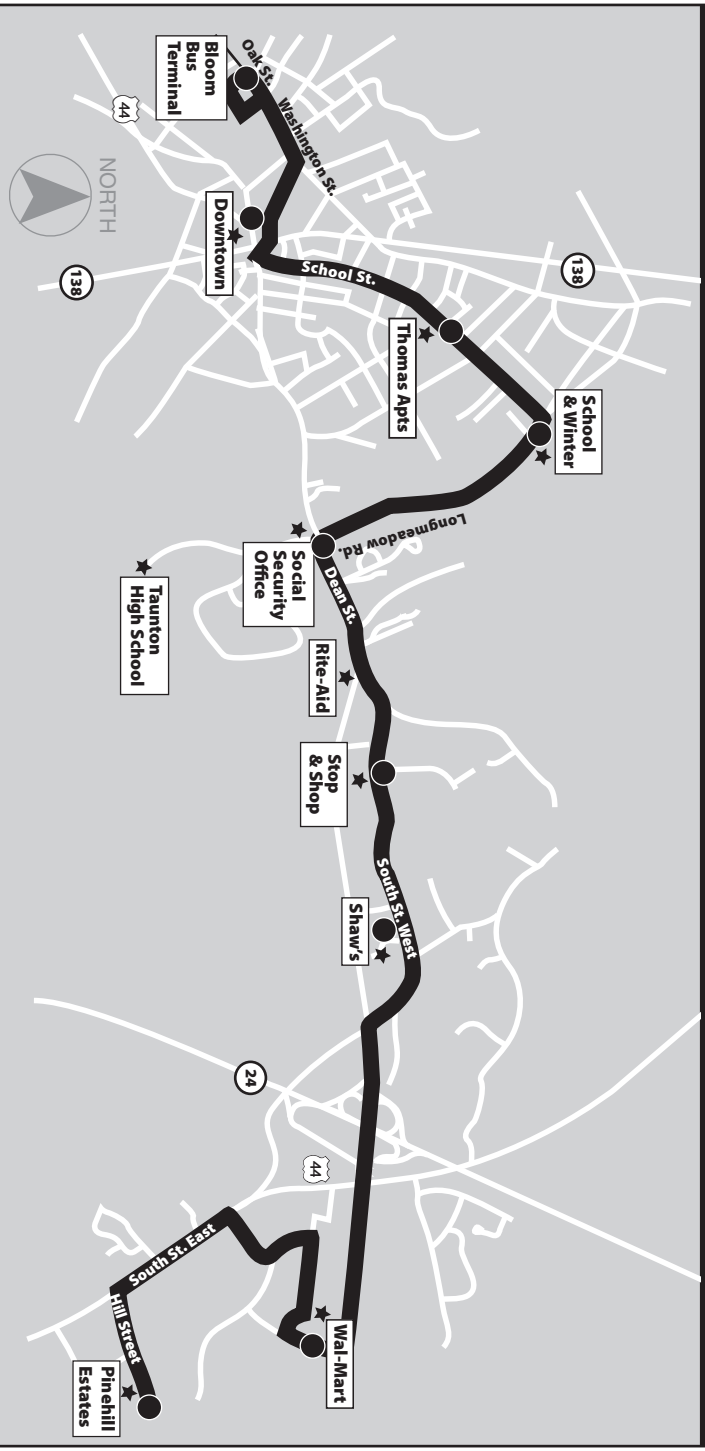 Bloom
Bus
Terminal
Oak St.
Washington St.
44
NORTH
Downtown
138
138
School St.
Thomas Apts
School
& Winter
Longmeadow Rd.
Social
Security
Office
Taunton
High School
Dean St.
Rite-Aid
Stop
& Shop
South St. West
Shaw's
24
44
South St. East
Hill Street
Wal-Mart
Pinehill
Estates